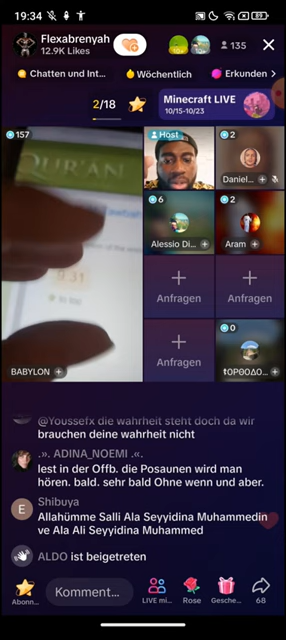 19:34
89
Flexabrenyah
12.9K Likes
135
Chatten und Int...
Wöchentlich
Erkunden
2/18
Minecraft LIVE
10/15-10/23
157
QUR'AN
9:31
BABYLON
Host
2
Daniel...
6
Alessio Di...
2
Aram
Anfragen
Anfragen
Anfragen
0
@Youssefx die wahrheit steht doch da wir
brauchen deine wahrheit nicht
.». ADINA_NOEMI .«.
lest in der Offb. die Posaunen wird man
hören. bald. sehr bald Ohne wenn und aber.
E
Shibuya
Allahümme Salli Ala Seyyidina Muhammedin
ve Ala Ali Seyyidina Muhammed
ALDO ist beigetreten
Abonn...
Komment...
LIVE mi...
Rose
Gesche...
68